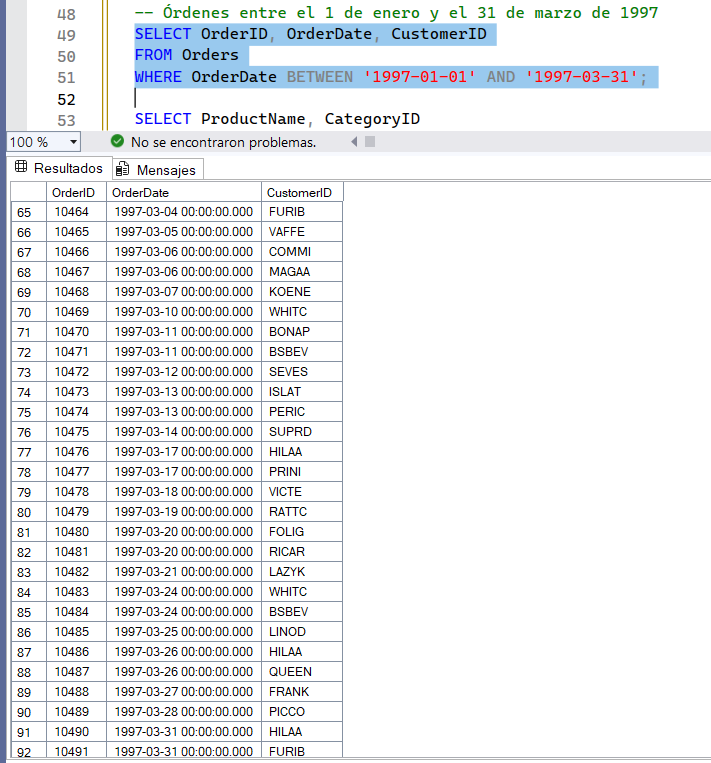 48 -- Órdenes entre el 1 de enero y el 31 de marzo de 1997
49 SELECT OrderID, OrderDate, CustomerID
50 FROM Orders
51 WHERE OrderDate BETWEEN '1997-01-01' AND '1997-03-31';
52
53 SELECT ProductName, CategoryID
100 % No se encontraron problemas.
Resultados Mensajes
OrderID OrderDate CustomerID
65 10464 1997-03-04 00:00:00.000 FURIB
66 10465 1997-03-05 00:00:00.000 VAFFE
67 10466 1997-03-06 00:00:00.000 COMMI
68 10467 1997-03-06 00:00:00.000 MAGAA
69 10468 1997-03-07 00:00:00.000 KOENE
70 10469 1997-03-10 00:00:00.000 WHITC
71 10470 1997-03-11 00:00:00.000 BONAP
72 10471 1997-03-11 00:00:00.000 BSBEV
73 10472 1997-03-12 00:00:00.000 SEVES
74 10473 1997-03-13 00:00:00.000 ISLAT
75 10474 1997-03-13 00:00:00.000 PERIC
76 10475 1997-03-14 00:00:00.000 SUPRD
77 10476 1997-03-17 00:00:00.000 HILAA
78 10477 1997-03-17 00:00:00.000 PRINI
79 10478 1997-03-18 00:00:00.000 VICTE
80 10479 1997-03-19 00:00:00.000 RATTC
81 10480 1997-03-20 00:00:00.000 FOLIG
82 10481 1997-03-20 00:00:00.000 RICAR
83 10482 1997-03-21 00:00:00.000 LAZYK
84 10483 1997-03-24 00:00:00.000 WHITC
85 10484 1997-03-24 00:00:00.000 BSBEV
86 10485 1997-03-25 00:00:00.000 LINOD
87 10486 1997-03-26 00:00:00.000 HILAA
88 10487 1997-03-26 00:00:00.000 QUEEN
89 10488 1997-03-27 00:00:00.000 FRANK
90 10489 1997-03-28 00:00:00.000 PICCO
91 10490 1997-03-31 00:00:00.000 HILAA
92 10491 1997-03-31 00:00:00.000 FURIB